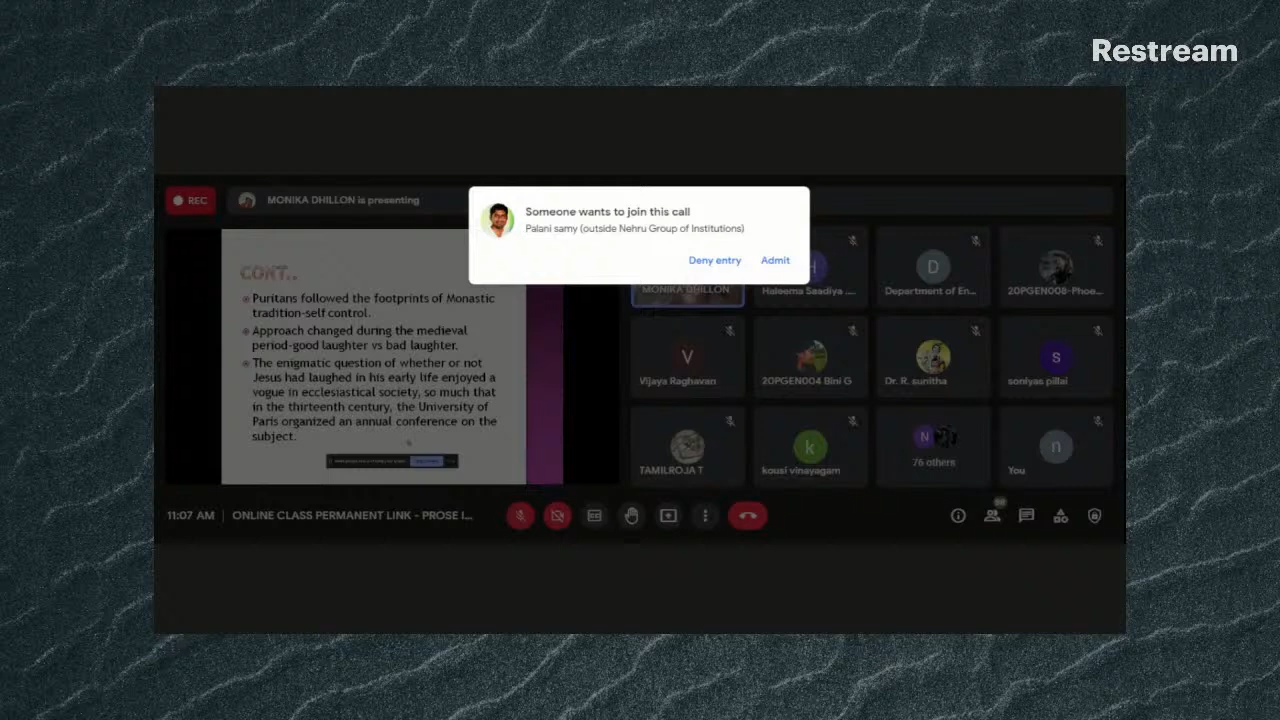 Restream
REC
MONIKA DHILLON is presenting
Someone wants to join this call
Palani samy (outside Nehru Group of Institutions)
Deny entry
Admit
CONT..
Puritans followed the footprints of Monastic
tradition-self control.
Approach changed during the medieval
period-good laughter vs bad laughter.
The enigmatic question of whether or not
Jesus had laughed in his early life enjoyed a
vogue in ecclesiastical society, so much that
in the thirteenth century, the University of
Paris organized an annual conference on the
subject.
MONIKA DHILLON
H
Haleema Saadiya ....
D
Department of En...
20PGEN008-Phoe...
V
Vijaya Raghavan
20PGEN004 Bini G
Dr. R. sunitha
s
soniyas pillai
TAMILROJA T
k
kousi vinayagam
N
76 others
n
You
11:07 AM | ONLINE CLASS PERMANENT LINK - PROSE I...